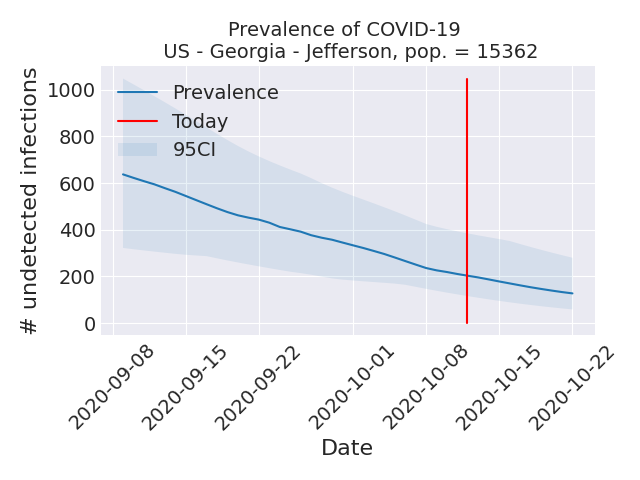 Prevalence of COVID-19
US - Georgia - Jefferson, pop. = 15362
# undetected infections
1000
800
600
400
200
0
Prevalence
Today
95CI
2020-09-08
2020-09-15
2020-09-22
2020-10-01
2020-10-08
2020-10-15
2020-10-22
Date